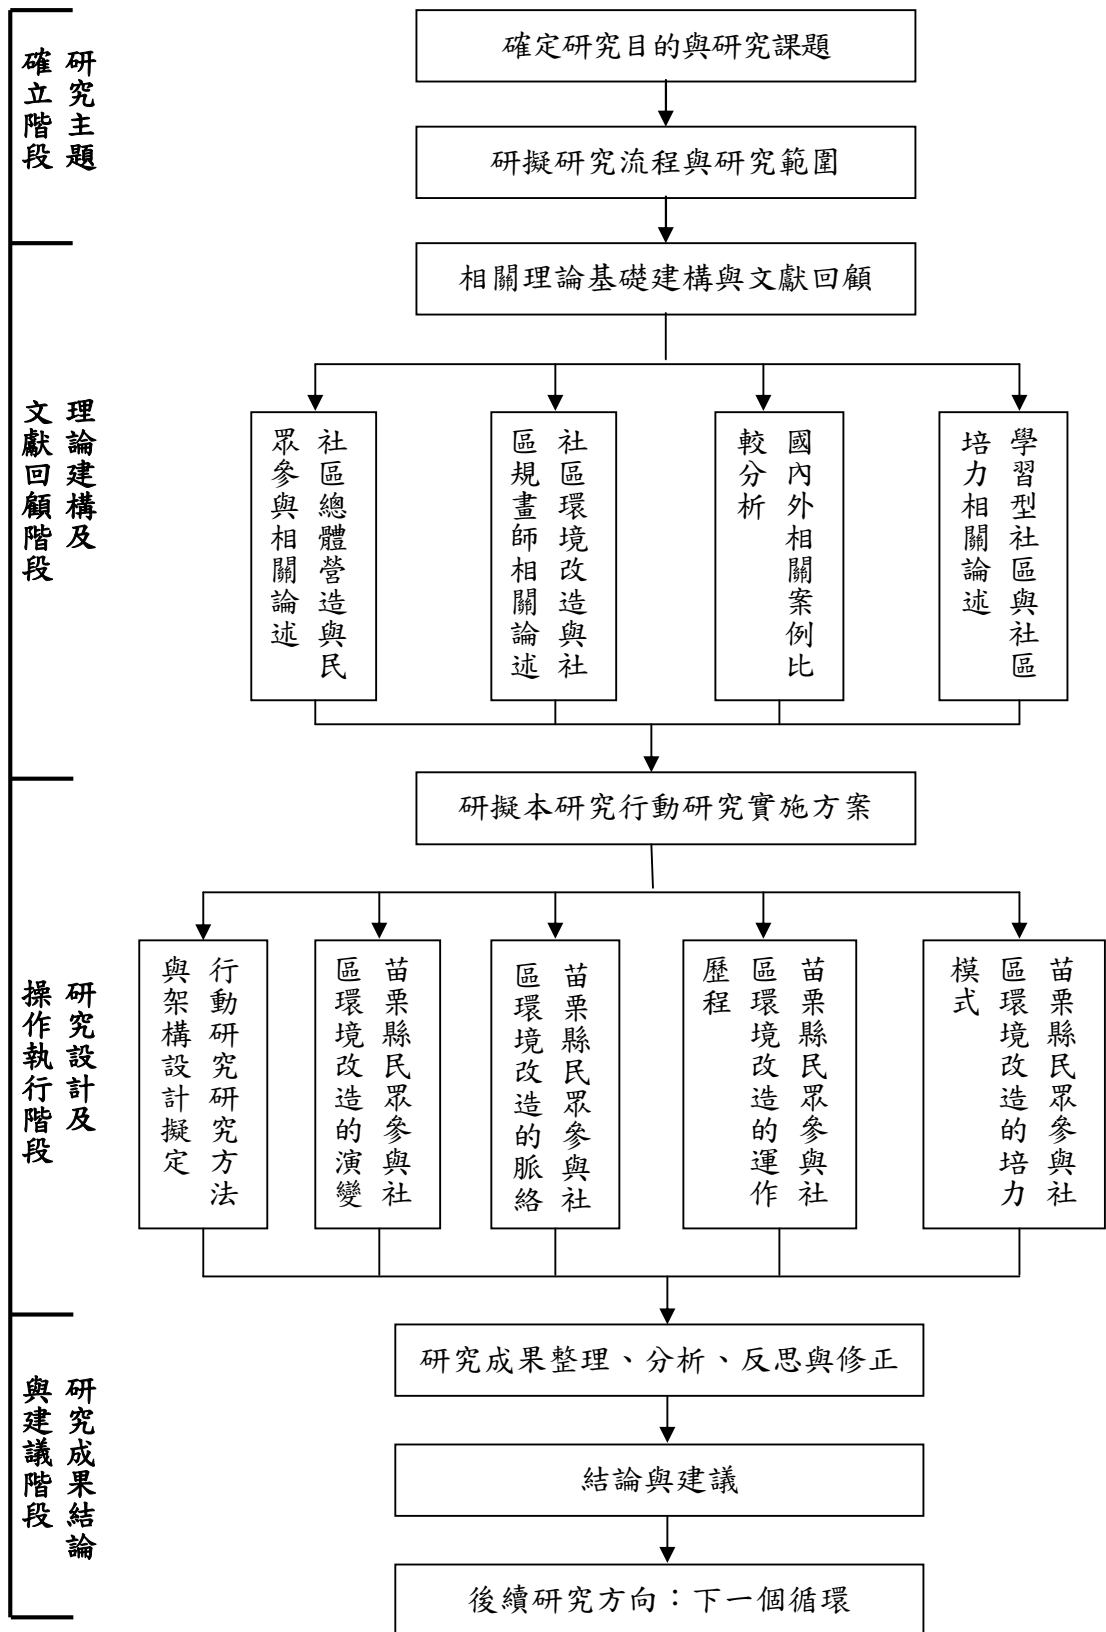 研究主題
確立階段
確定研究目的與研究課題
研擬研究流程與研究範圍
理論建構及
文獻回顧階段
相關理論基礎建構與文獻回顧
社區總體營造與民
眾參與相關論述
社區環境改造與社
區規畫師相關論述
國內外相關案例比
較分析
學習型社區與社區
培力相關論述
研究設計及
操作執行階段
研擬本研究行動研究實施方案
行動研究研究方法
與架構設計擬定
苗栗縣民眾參與社
區環境改造的演變
苗栗縣民眾參與社
區環境改造的脈絡
苗栗縣民眾參與社
區環境改造的運作
歷程
苗栗縣民眾參與社
區環境改造的培力
模式
研究成果結論
與建議階段
研究成果整理、分析、反思與修正
結論與建議
後續研究方向：下一個循環